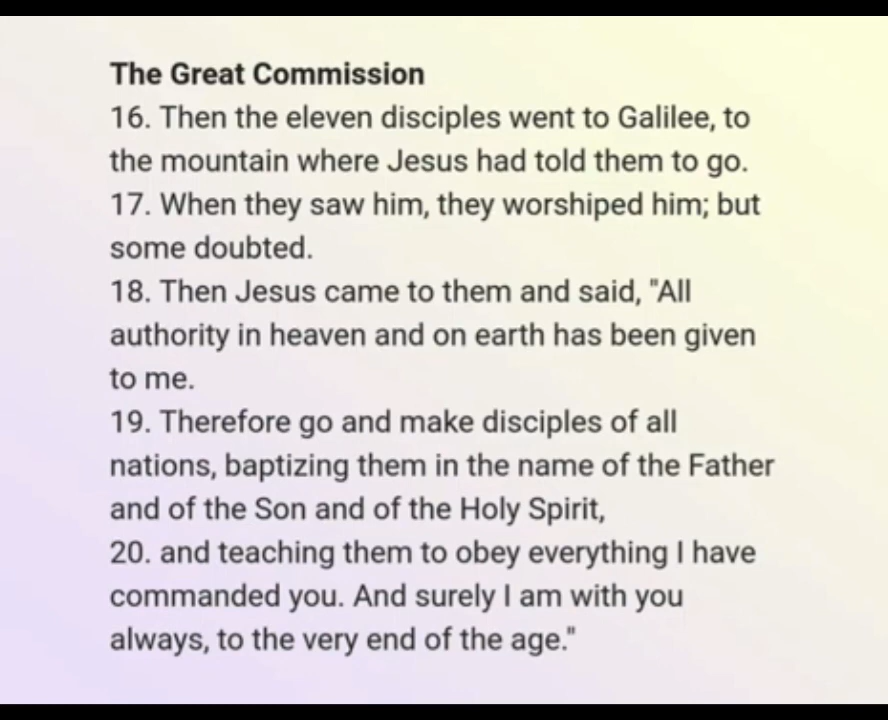 The Great Commission
16. Then the eleven disciples went to Galilee, to
the mountain where Jesus had told them to go.
17. When they saw him, they worshiped him; but
some doubted.
18. Then Jesus came to them and said, "All
authority in heaven and on earth has been given
to me.
19. Therefore go and make disciples of all
nations, baptizing them in the name of the Father
and of the Son and of the Holy Spirit,
20. and teaching them to obey everything I have
commanded you. And surely I am with you
always, to the very end of the age."